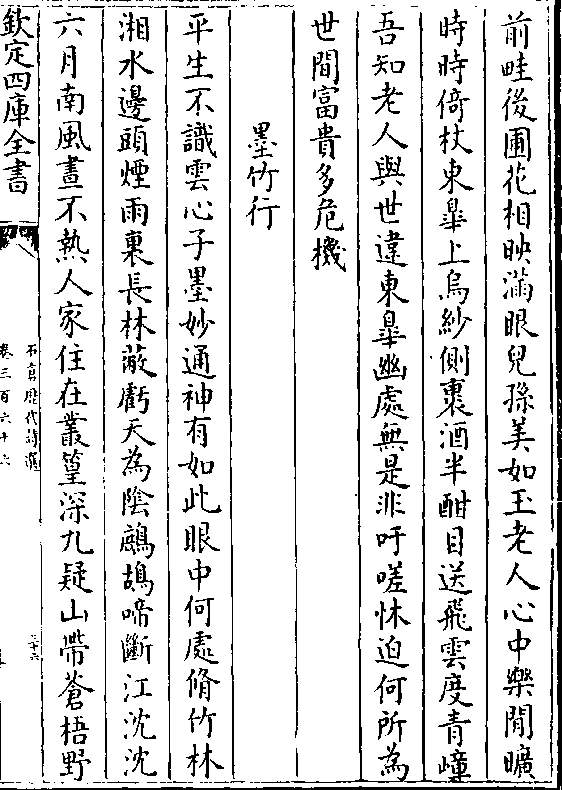 前畦後圃花相映滿眼兒孫美如玉老人心中樂閒曠
時時倚杖東皋上烏紗側裹酒半酣目送飛雲度青嶂
吾知老人與世違東皋幽處無是非吁嗟怵迫何所為
世間富貴多危機
墨竹行
平生不識雲心子墨妙通神有如此眼中何處脩竹林
湘水邊頭煙雨裏長林蔽虧天為陰鷓鴣啼斷江沈沈
六月南風晝不熱人家住在叢篁深九疑山帶蒼梧野
欽定四庫全書
石倉歴代詩選
卷三百六十六
三十六